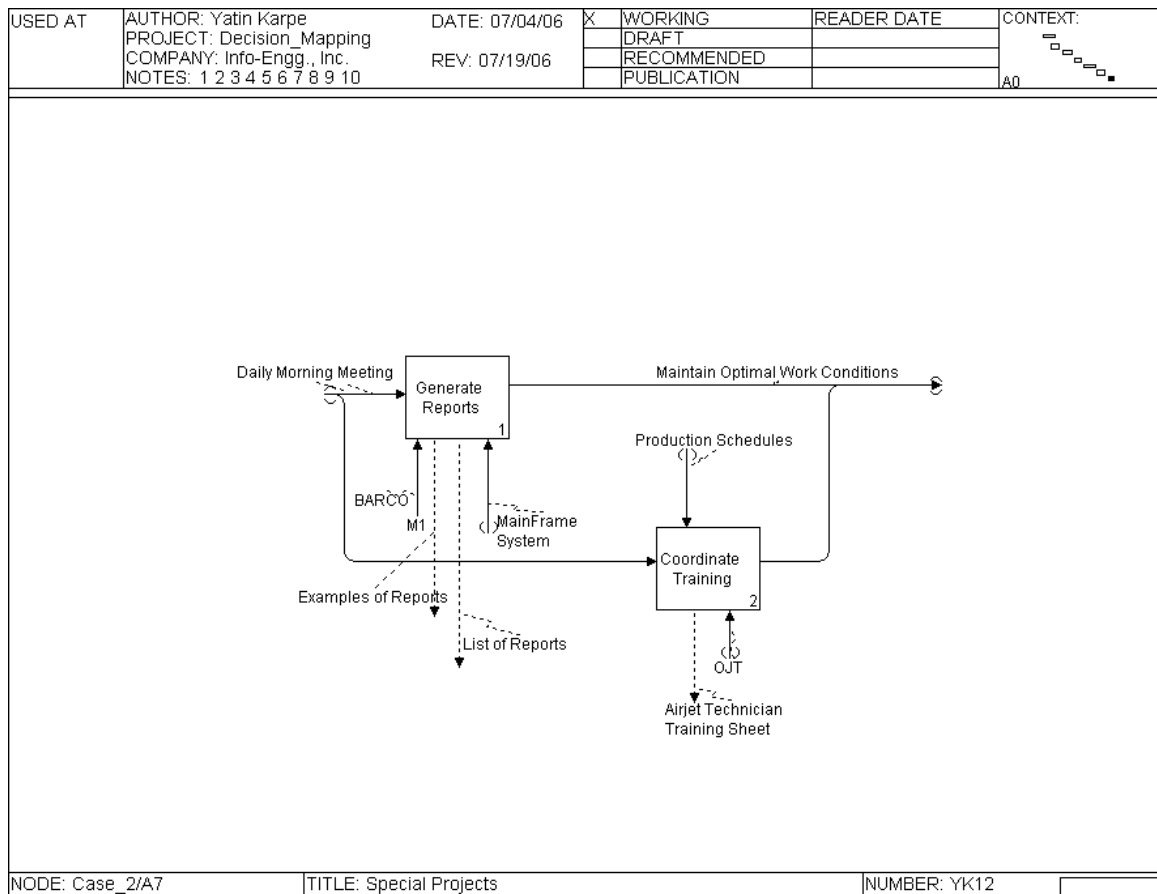 USED AT
AUTHOR: Yatin Karpe
DATE: 07/04/06
PROJECT: Decision_Mapping
COMPANY: Info-Engg., Inc.
REV: 07/19/06
NOTES: 1 2 3 4 5 6 7 8 9 10
X
WORKING
DRAFT
RECOMMENDED
PUBLICATION
READER DATE
CONTEXT:
A0
Daily Morning Meeting
Generate
Reports
1
Maintain Optimal Work Conditions
Production Schedules
BARCO
M1
MainFrame
System
Coordinate
Training
2
Examples of Reports
List of Reports
OJT
Airjet Technician
Training Sheet
NODE: Case_2/A7
TITLE: Special Projects
NUMBER: YK12